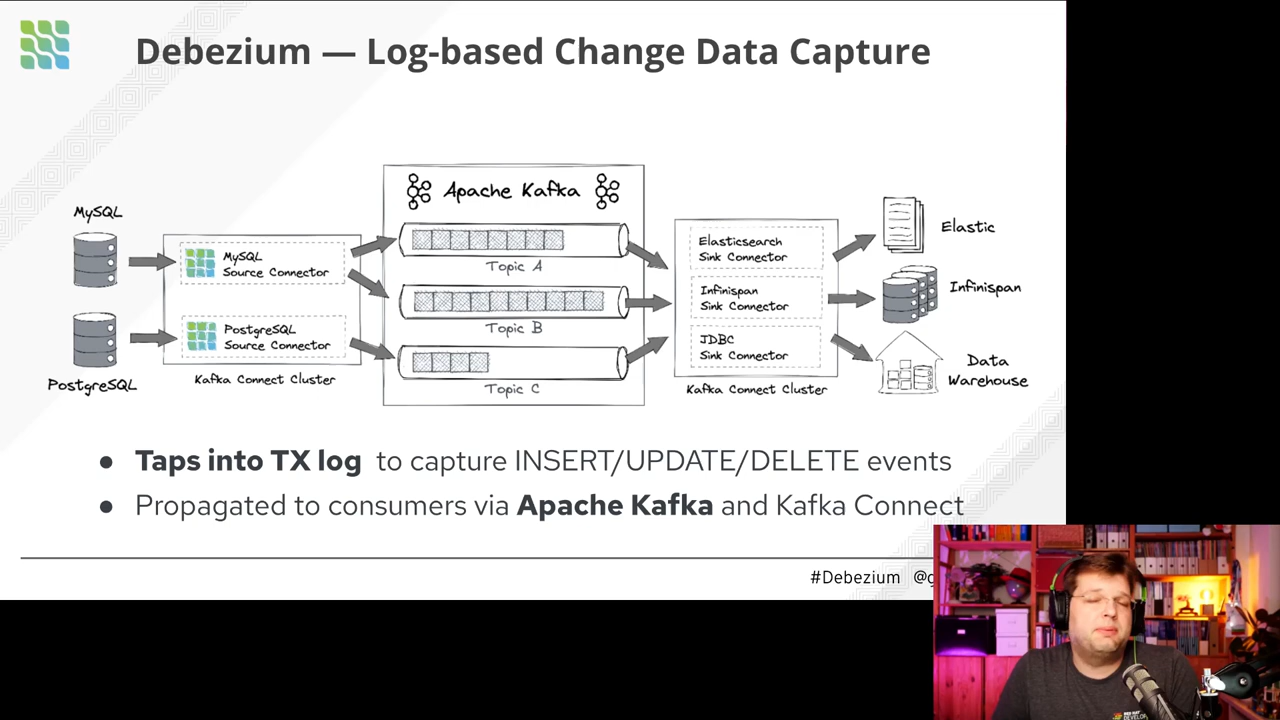 Debezium — Log-based Change Data Capture
MySQL
PostgreSQL
MySQL
Source Connector
PostgreSQL
Source Connector
Kafka Connect Cluster
Apache Kafka
Topic A
Topic B
Topic C
Elasticsearch
Sink Connector
Infinispan
Sink Connector
JDBC
Sink Connector
Kafka Connect Cluster
Elastic
Infinispan
Data
Warehouse
● Taps into TX log to capture INSERT/UPDATE/DELETE events
● Propagated to consumers via Apache Kafka and Kafka Connect
#Debezium @g
RED HAT
DEVELO